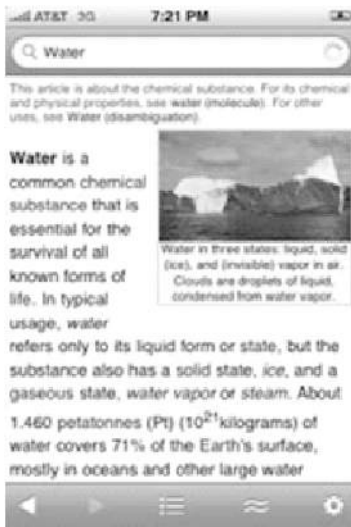 AT&T 3G 7:21 PM
Water
This article is about the chemical substance. For its chemical
and physical properties, see water (molecule). For other
uses, see Water (disambiguation).
Water is a
common chemical
substance that is
essential for the
survival of all
known forms of
life. In typical
usage, water
Water in three states: liquid, solid
(ice), and (invisible) vapor in air.
Clouds are droplets of liquid,
condensed from water vapor.
refers only to its liquid form or state, but the
substance also has a solid state, ice, and a
gaseous state, water vapor or steam. About
1.460 petatonnes (Pt) (10²¹kilograms) of
water covers 71% of the Earth's surface,
mostly in oceans and other large water